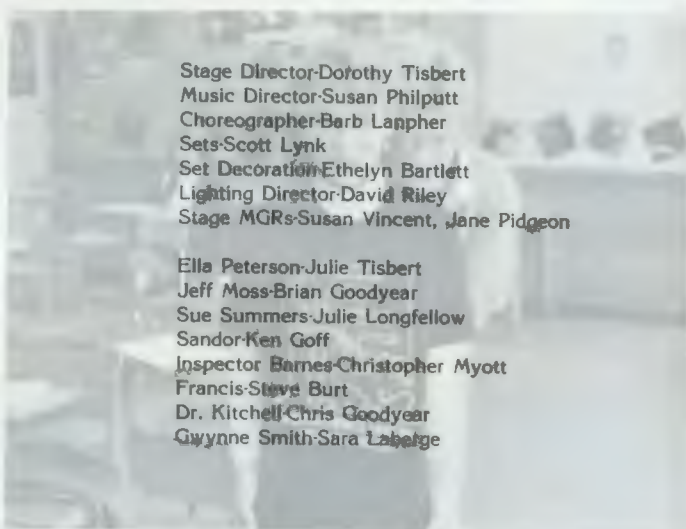 Stage Director-Dorothy Tisbert
Music Director-Susan Philputt
Choreographer-Barb Lanpher
Sets-Scott Lynk
Set Decoration-Ethelyn Bartlett
Lighting Director-David Riley
Stage MGRs-Susan Vincent, Jane Pidgeon
Ella Peterson-Julie Tisbert
Jeff Moss-Brian Goodyear
Sue Summers-Julie Longfellow
Sandor-Ken Goff
Inspector Barnes-Christopher Myott
Francis-Steve Burt
Dr. Kitchell-Chris Goodyear
Gwynne Smith-Sara Laberge